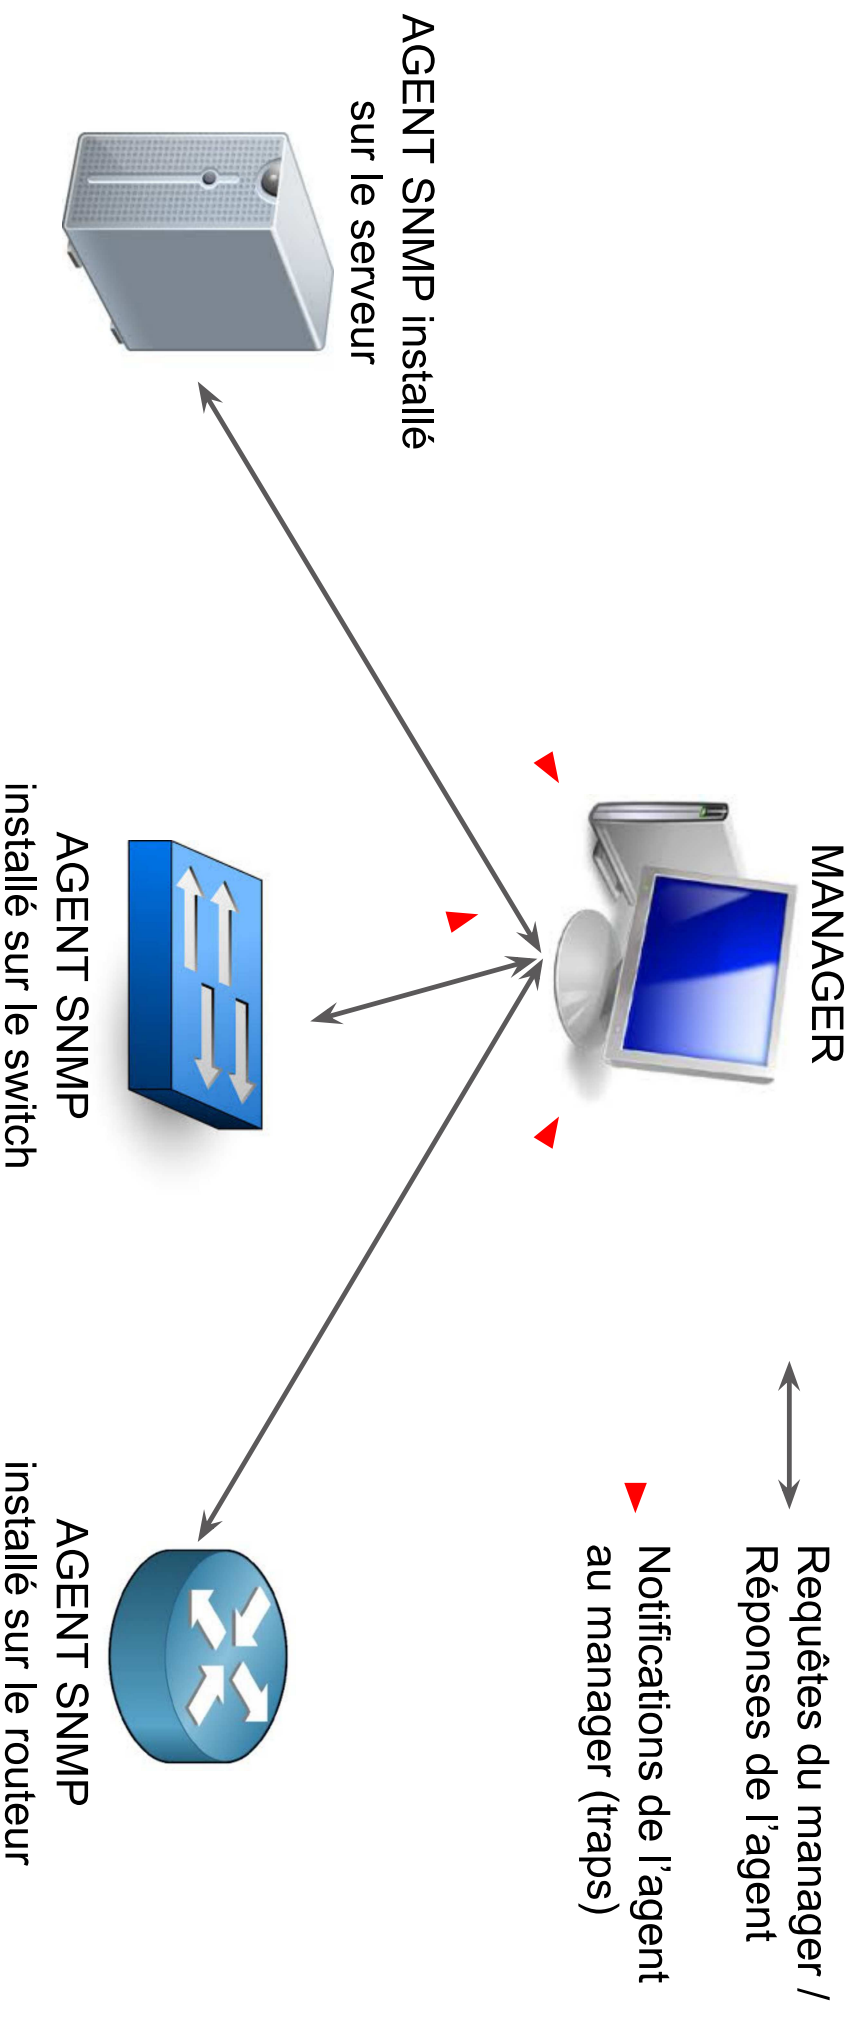 MANAGER
Requêtes du manager /
Réponses de l’agent
Notifications de l’agent
au manager (traps)
AGENT SNMP installé
sur le serveur
AGENT SNMP
installé sur le switch
AGENT SNMP
installé sur le routeur